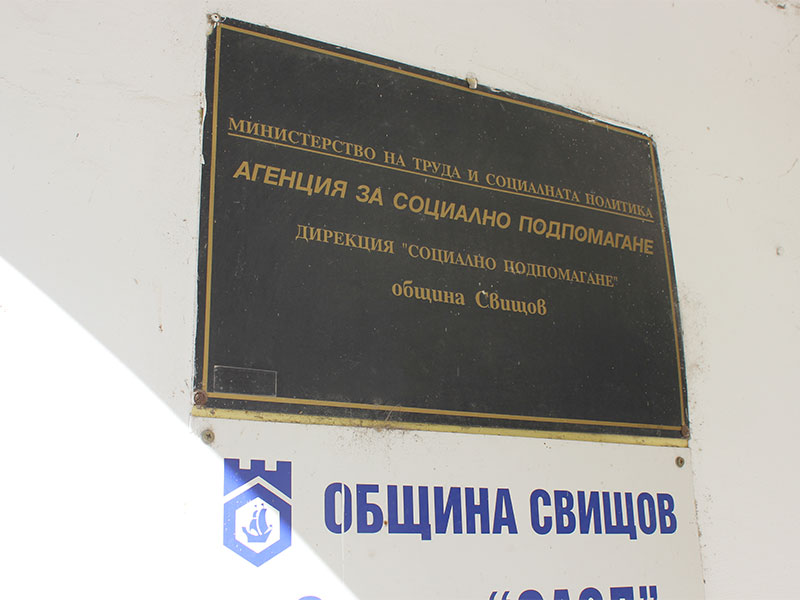 МИНИСТЕРСТВО НА ТРУДА И СОЦИАЛНАТА ПОЛИТИКА
АГЕНЦИЯ ЗА СОЦИАЛНО ПОДПОМАГАНЕ
ДИРЕКЦИЯ "СОЦИАЛНО ПОДПОМАГАНЕ"
община Свищов
ОБЩИНА СВИЩОВ